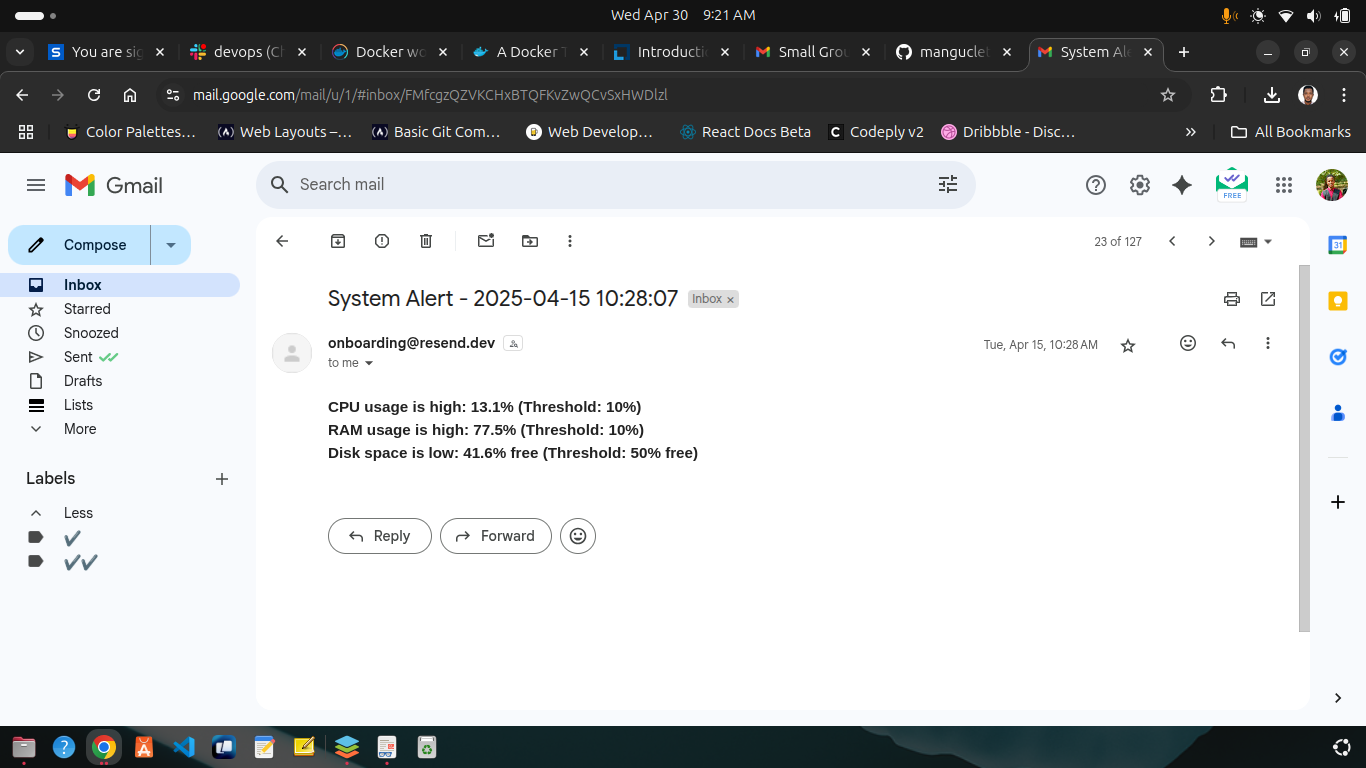 Wed Apr 30 9:21 AM
You are sig
devops (Ch
Docker wo
A Docker T
Introducti
Small Grou
manguclet
System Ale
mail.google.com/mail/u/1/#inbox/FMfcgzQZVKCHxBTQFKvZwQCvSxHWDlzl
Color Palettes...
Web Layouts –...
Basic Git Com...
Web Develop...
React Docs Beta
Codeply v2
Dribbble - Disc...
All Bookmarks
Gmail
Search mail
FREE
Compose
23 of 127
Inbox
Starred
Snoozed
Sent
Drafts
Lists
More
Labels
Less
System Alert - 2025-04-15 10:28:07 Inbox ×
onboarding@resend.dev
Tue, Apr 15, 10:28 AM
to me
CPU usage is high: 13.1% (Threshold: 10%)
RAM usage is high: 77.5% (Threshold: 10%)
Disk space is low: 41.6% free (Threshold: 50% free)
Reply
Forward
31